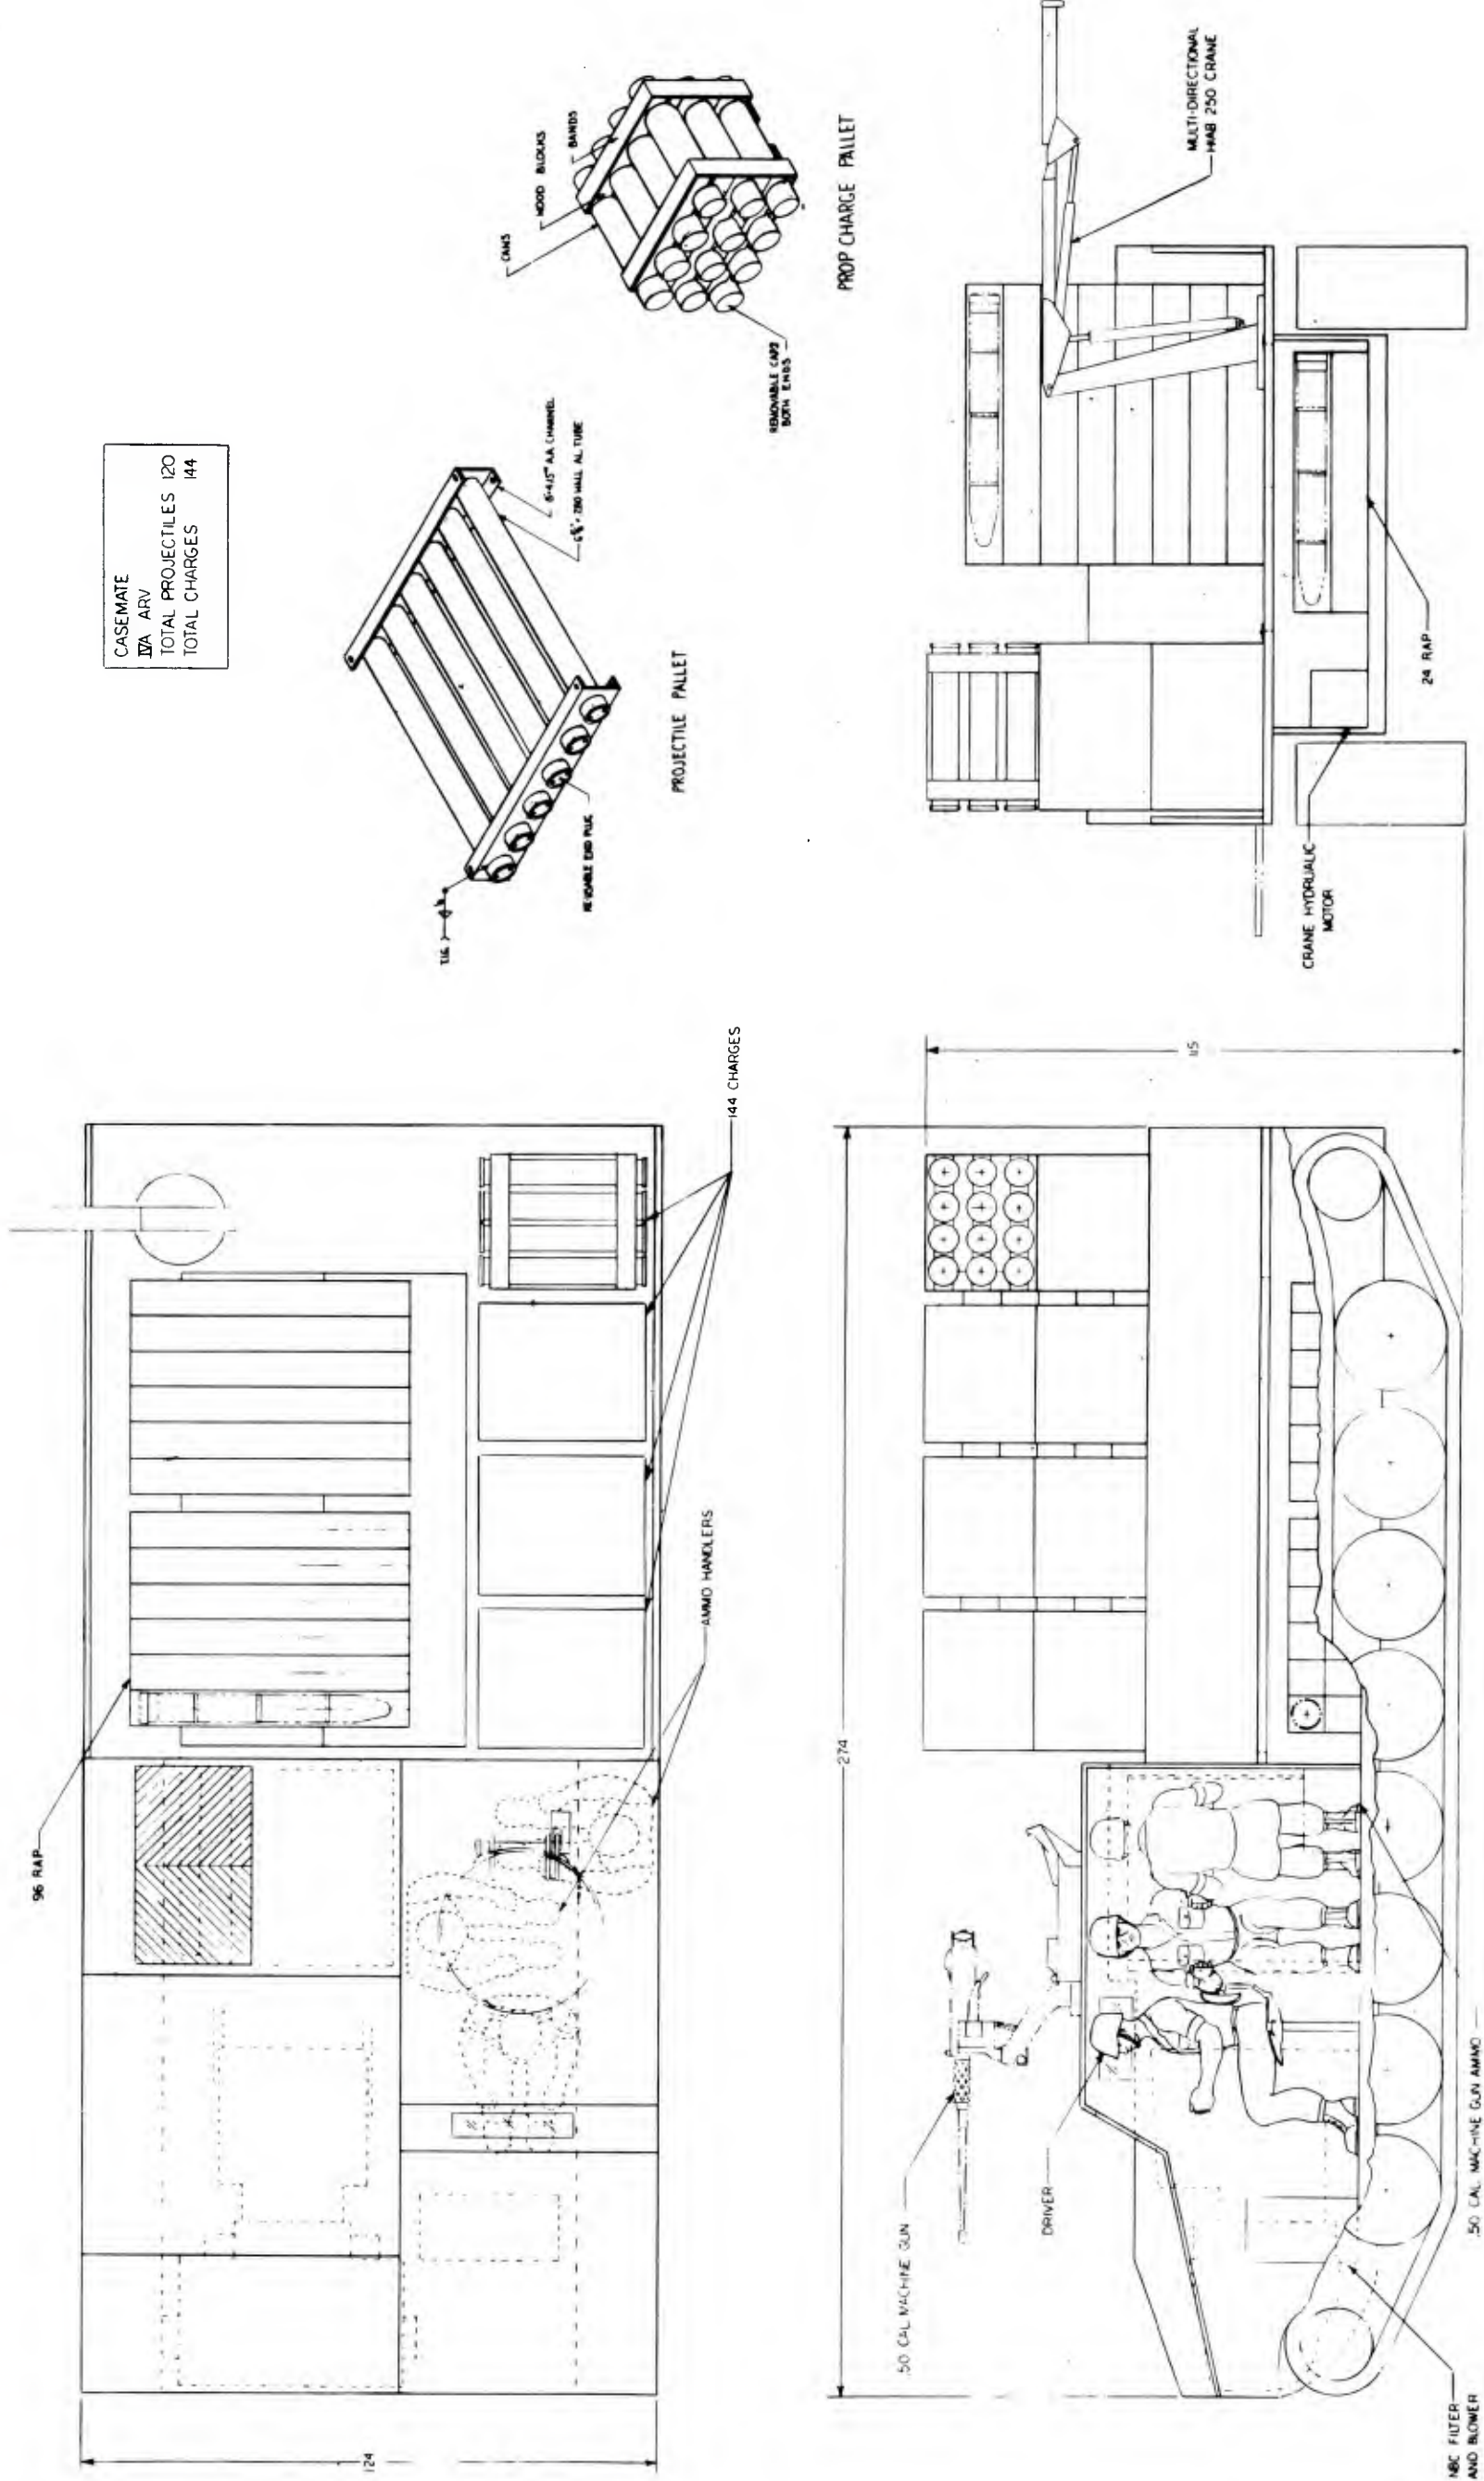 CASEMATE
IVA ARV
TOTAL PROJECTILES 120
TOTAL CHARGES 144
96 RAP
124
AMMO HANDLERS
144 CHARGES
T.I.G.
REUSABLE END PLUG
PROJECTILE PALLET
CANS
WOOD BLOCKS
BANDS
REMOVABLE CAPS
BOTH ENDS
PROP CHARGE PALLET
.50 CAL MACHINE GUN
DRIVER
274
115
NBC FILTER
AND BLOWER
.50 CAL. MACHINE GUN AMMO
CRANE HYDRUALIC
MOTOR
24 RAP
MULTI-DIRECTIONAL
HIAB 250 CRANE